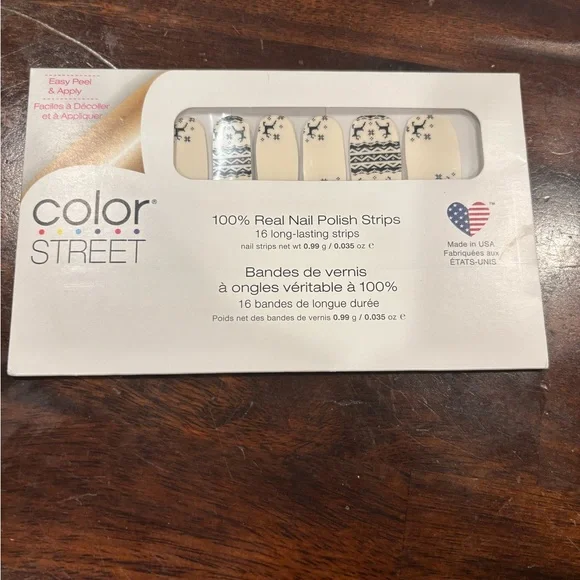 Easy Peel
& Apply
Faciles à Décoller
et à Appliquer
color®
STREET
100% Real Nail Polish Strips
16 long-lasting strips
nail strips net wt 0.99 g / 0.035 oz ℮
Bandes de vernis
à ongles véritable à 100%
16 bandes de longue durée
Poids net des bandes de vernis 0.99 g / 0.035 oz ℮
™
Made in USA
Fabriquées aux
ÉTATS-UNIS